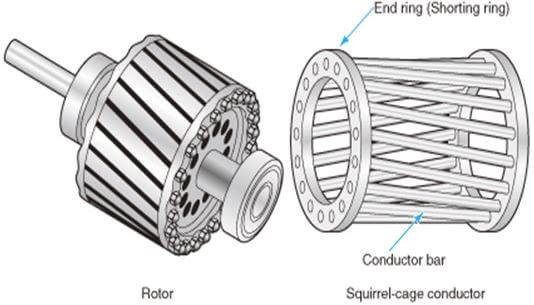 End ring (Shorting ring)
Conductor bar
Rotor
Squirrel-cage conductor